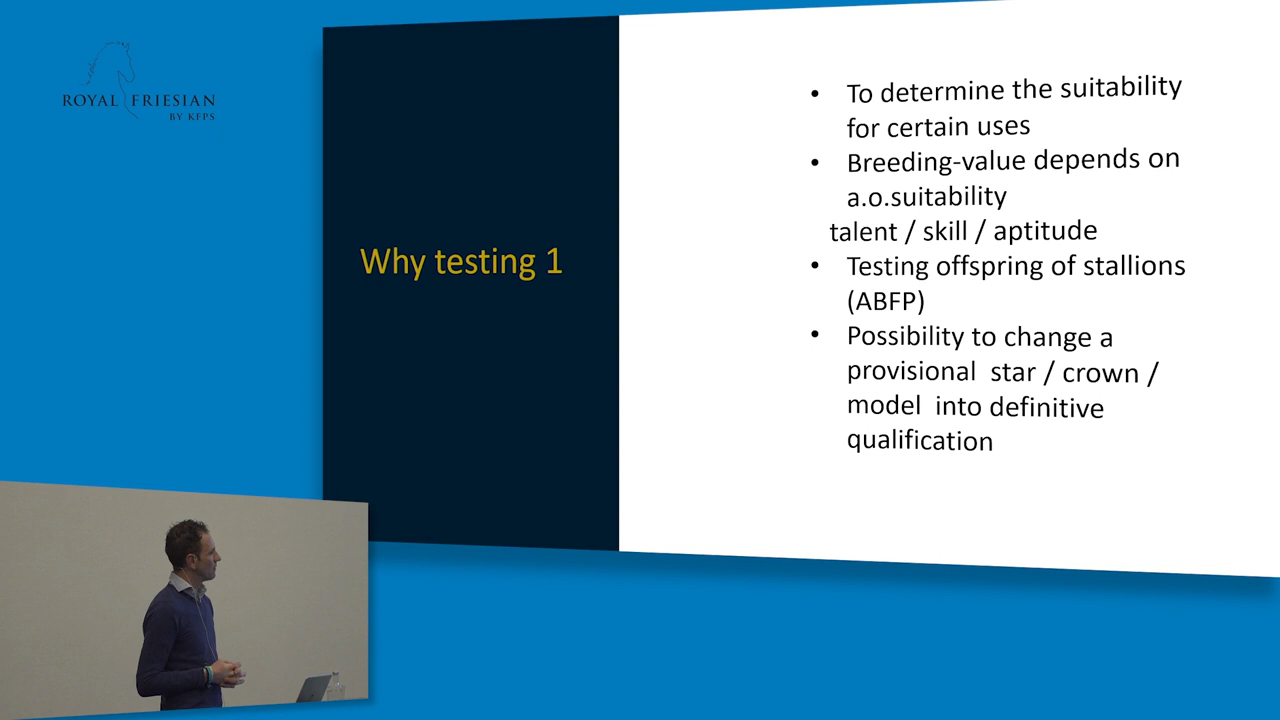 ROYAL FRIESIAN
BY KFPS
Why testing 1
• To determine the suitability
for certain uses
• Breeding-value depends on
a.o.suitability
talent / skill / aptitude
• Testing offspring of stallions
(ABFP)
• Possibility to change a
provisional star / crown /
model into definitive
qualification